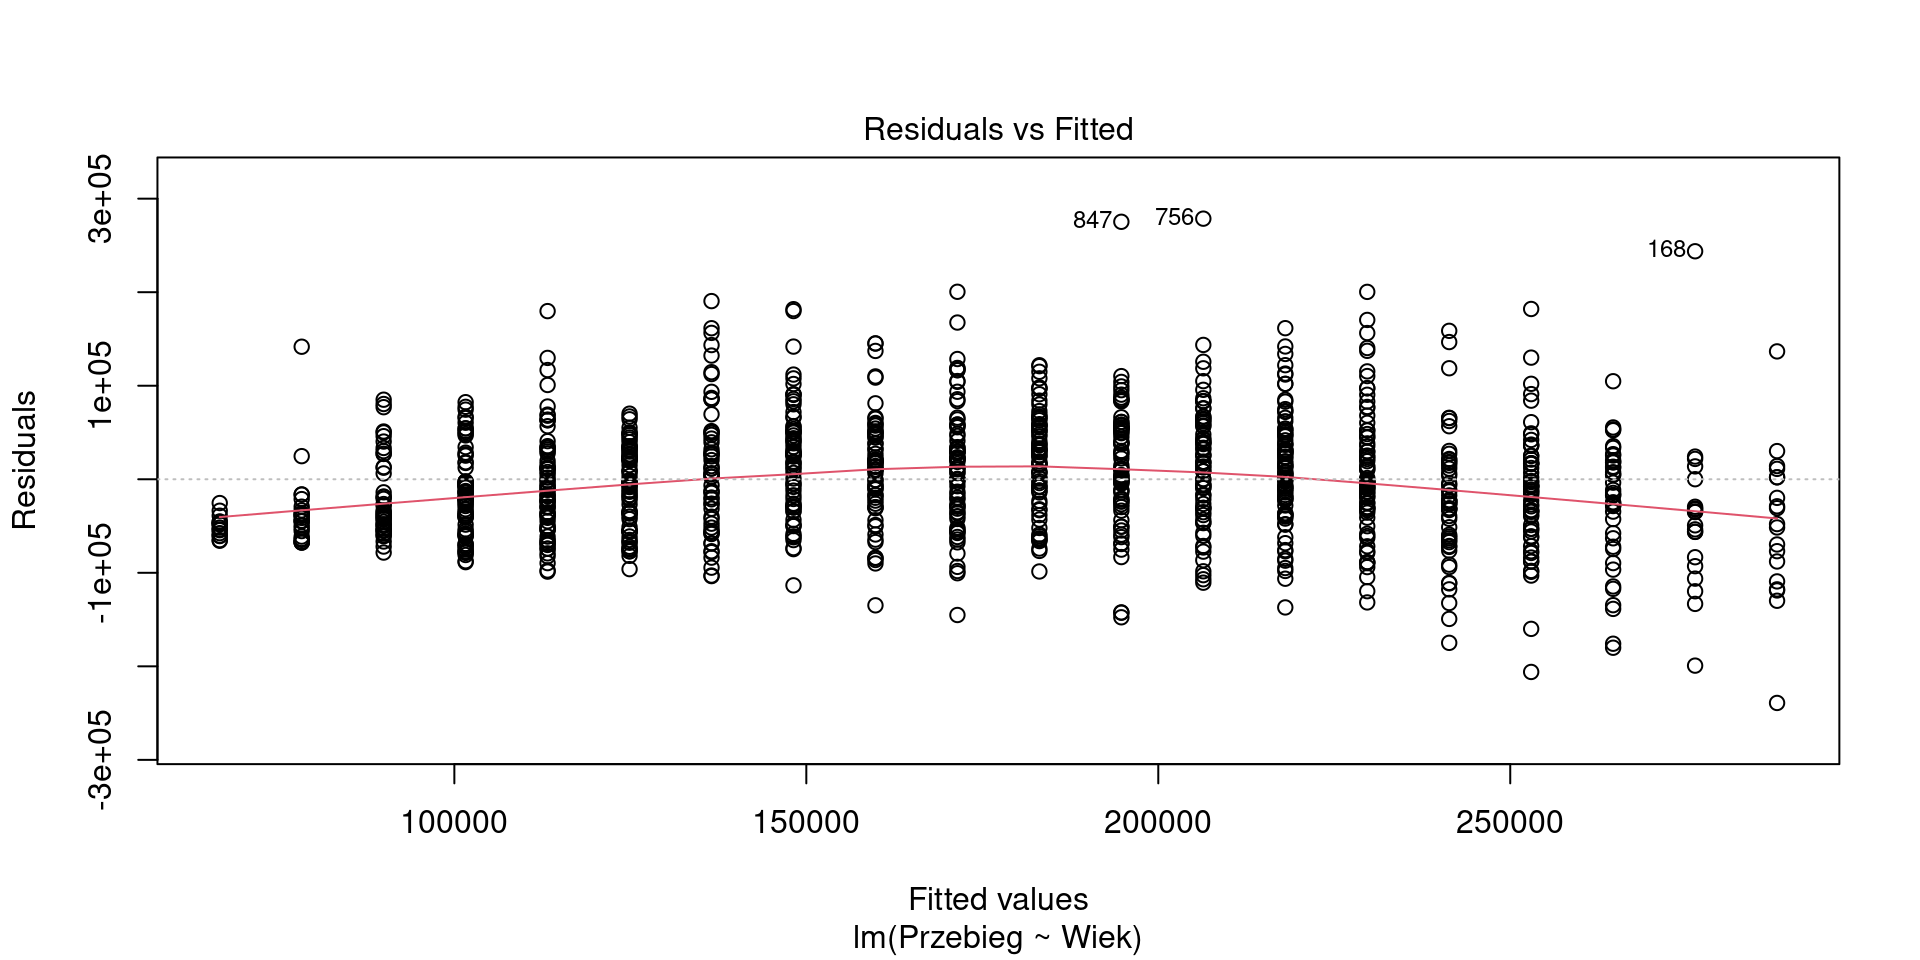 Residuals vs Fitted
3e+05
1e+05
-1e+05
-3e+05
Residuals
847
756
168
100000
150000
200000
250000
Fitted values
lm(Przebieg ~ Wiek)